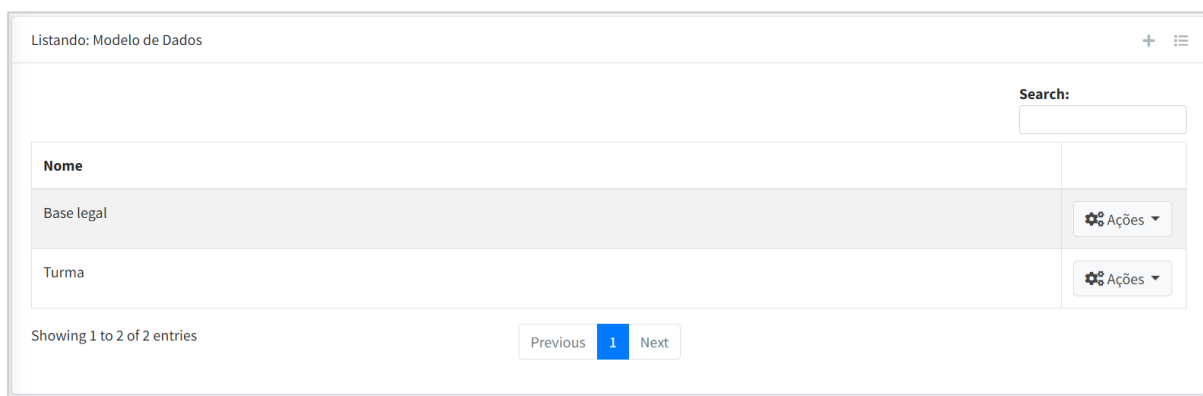 Listando: Modelo de Dados
Search:
Nome
Base legal
Ações
Turma
Ações
Showing 1 to 2 of 2 entries
Previous 1 Next